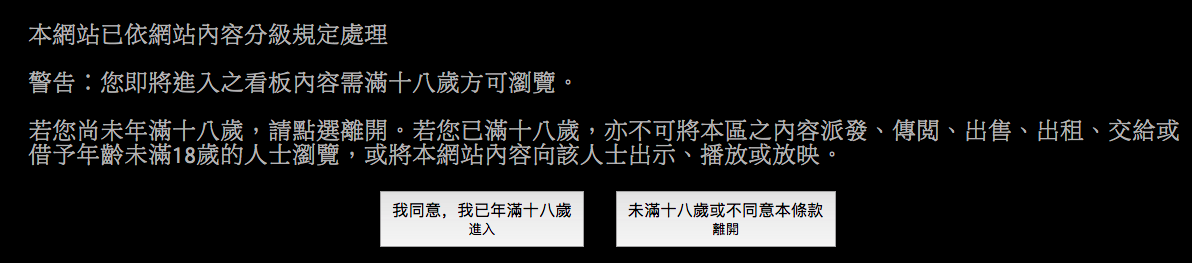 本網站已依網站內容分級規定處理
警告：您即將進入之看板內容需滿十八歲方可瀏覽。
若您尚未年滿十八歲，請點選離開。若您已滿十八歲，亦不可將本區之內容派發、傳閱、出售、出租、交給或
借予年齡未滿18歲的人士瀏覽，或將本網站內容向該人士出示、播放或放映。
我同意，我已年滿十八歲
進入
未滿十八歲或不同意本條款
離開